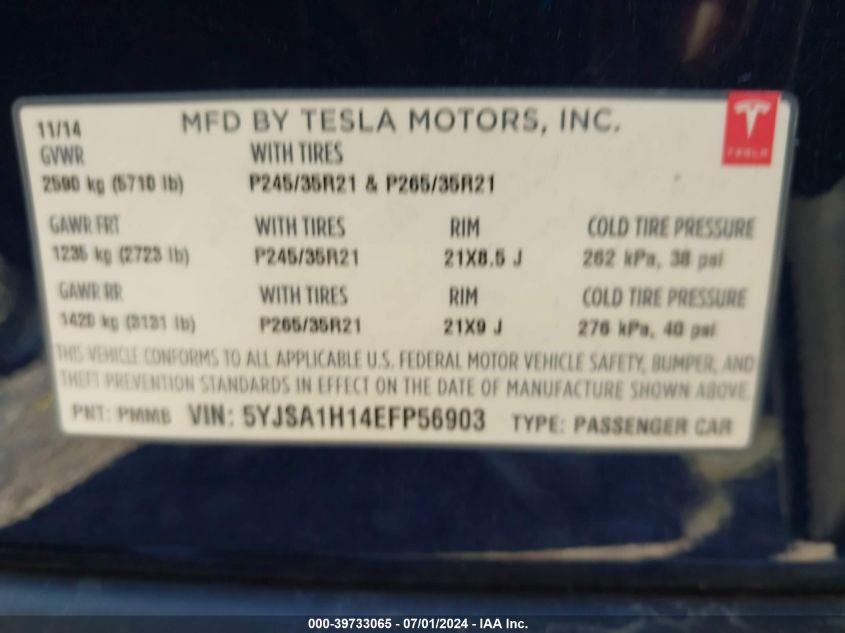 11/14 MFD BY TESLA MOTORS, INC.
TESLA
GVWR WITH TIRES
2590 kg (5710 lb) P245/35R21 & P265/35R21
GAWR FRT WITH TIRES RIM COLD TIRE PRESSURE
1235 kg (2723 lb) P245/35R21 21X8.5 J 262 kPa, 38 psi
GAWR RR WITH TIRES RIM COLD TIRE PRESSURE
1420 kg (3131 lb) P265/35R21 21X9 J 276 kPa, 40 psi
THIS VEHICLE CONFORMS TO ALL APPLICABLE U.S. FEDERAL MOTOR VEHICLE SAFETY, BUMPER, AND
THEFT PREVENTION STANDARDS IN EFFECT ON THE DATE OF MANUFACTURE SHOWN ABOVE.
PNT: PMMB VIN: 5YJSA1H14EFP56903 TYPE: PASSENGER CAR
000-39733065 - 07/01/2024 - IAA Inc.